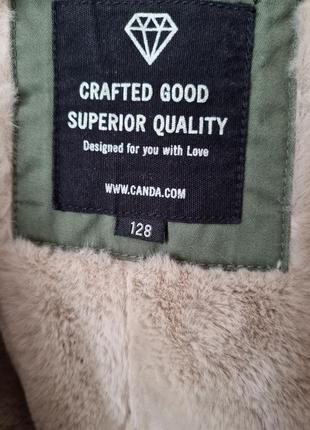 CRAFTED GOOD
SUPERIOR QUALITY
Designed for you with Love
WWW.CANDA.COM
128